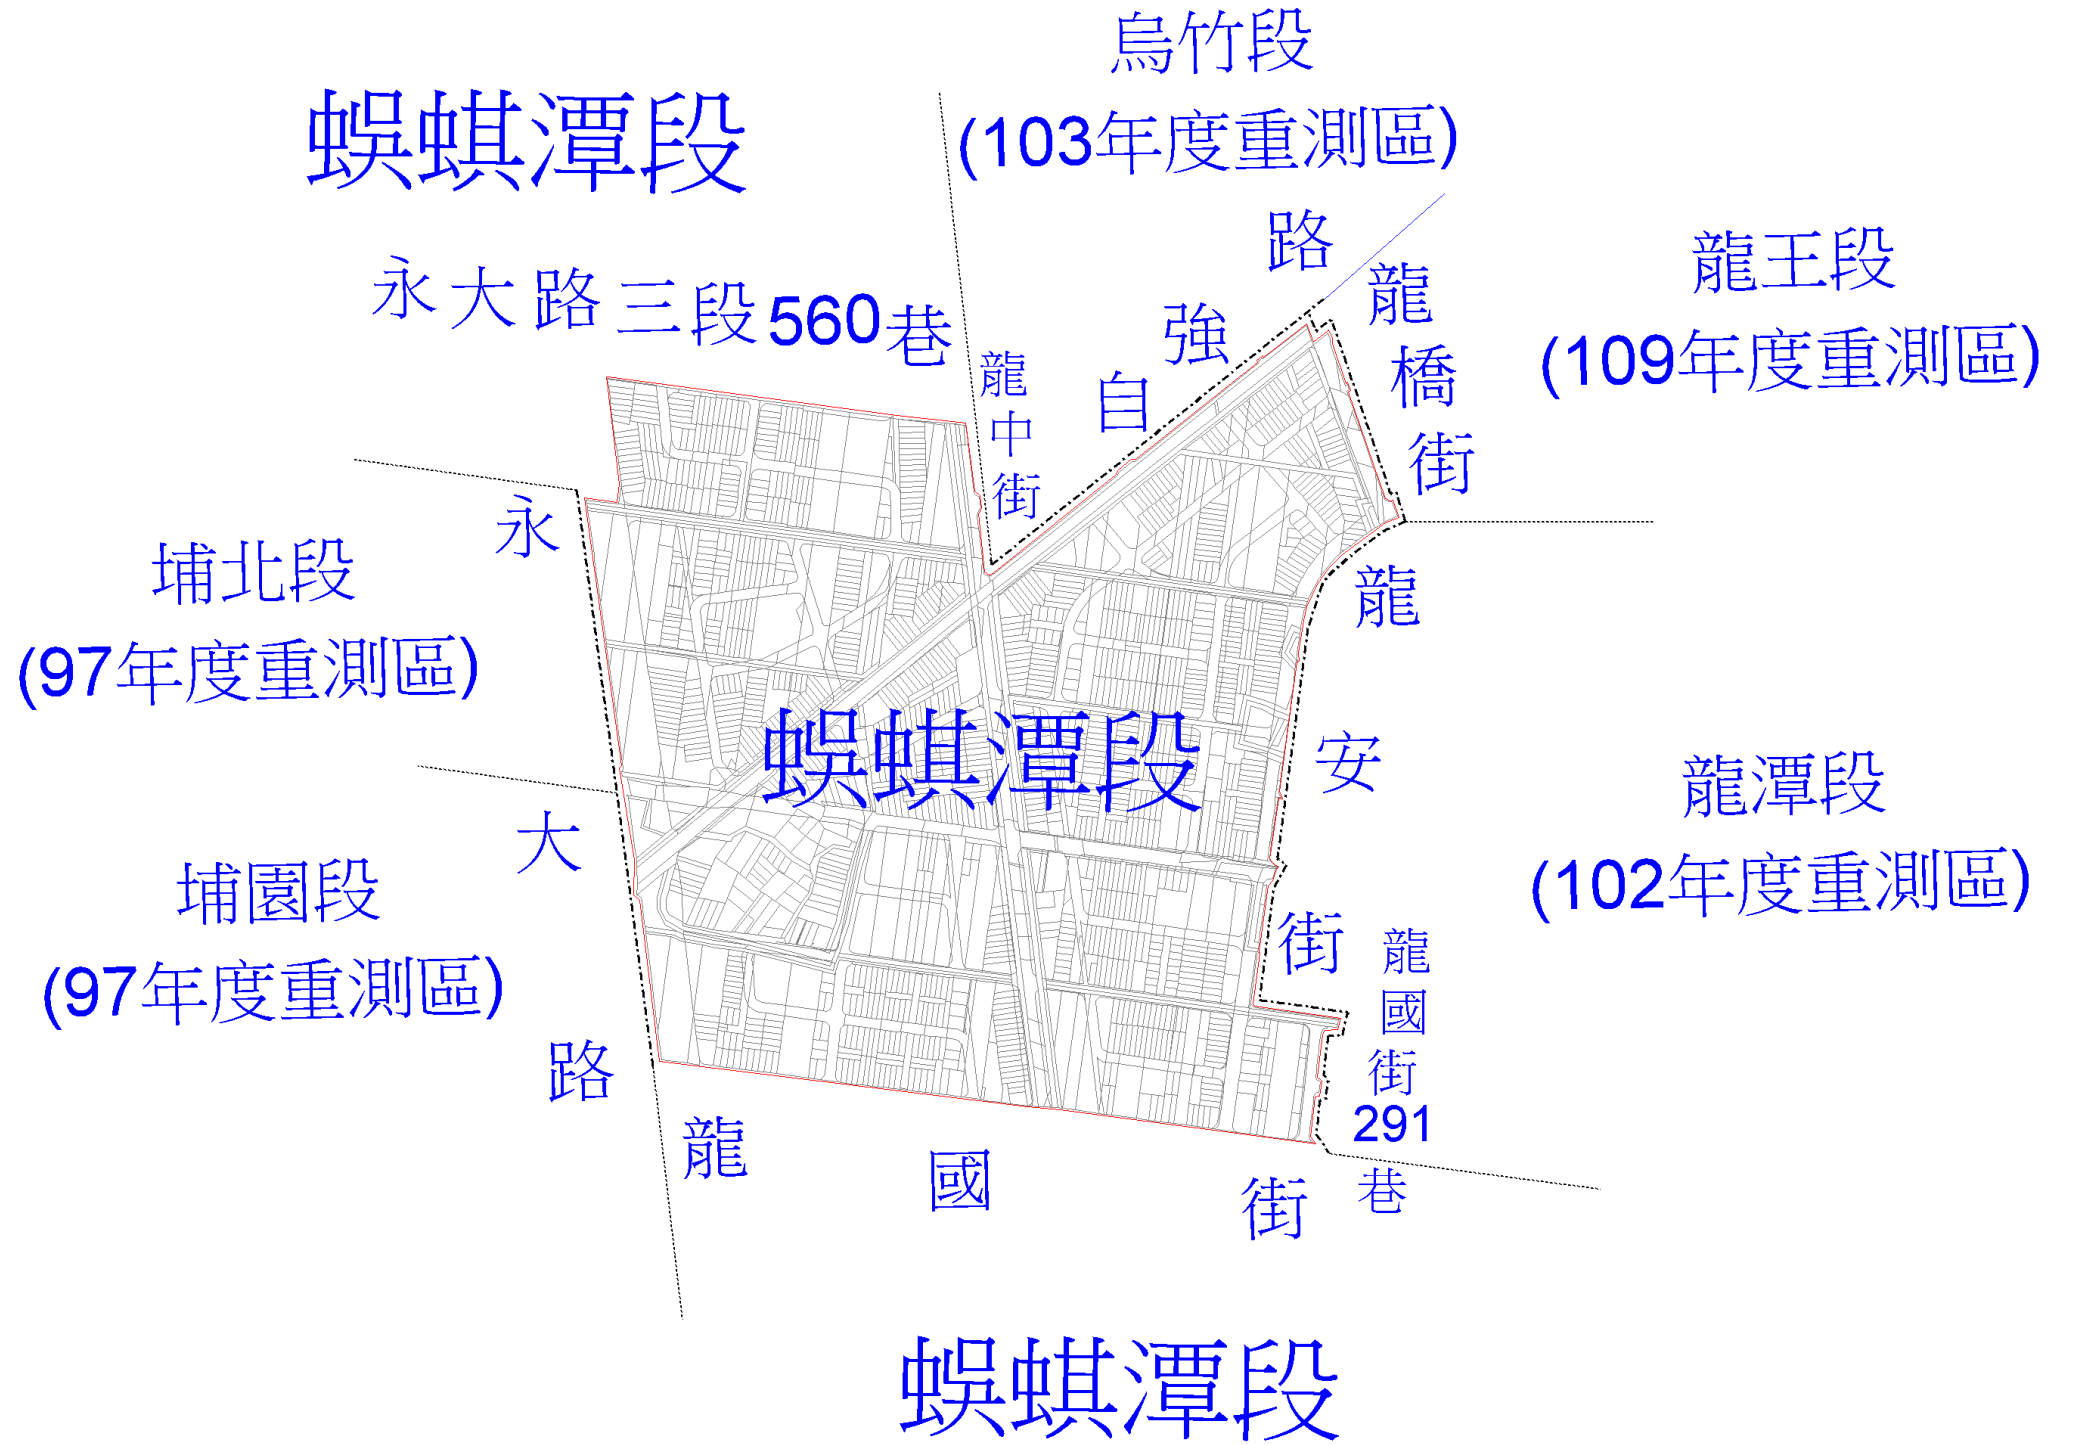 烏竹段
(103年度重測區)
蜈蜞潭段
永大路三段560巷
龍中街
自強路
龍橋街
龍王段
(109年度重測區)
埔北段
(97年度重測區)
永大路
蜈蜞潭段
龍安街
龍潭段
(102年度重測區)
埔園段
(97年度重測區)
龍國街291巷
龍國街
蜈蜞潭段